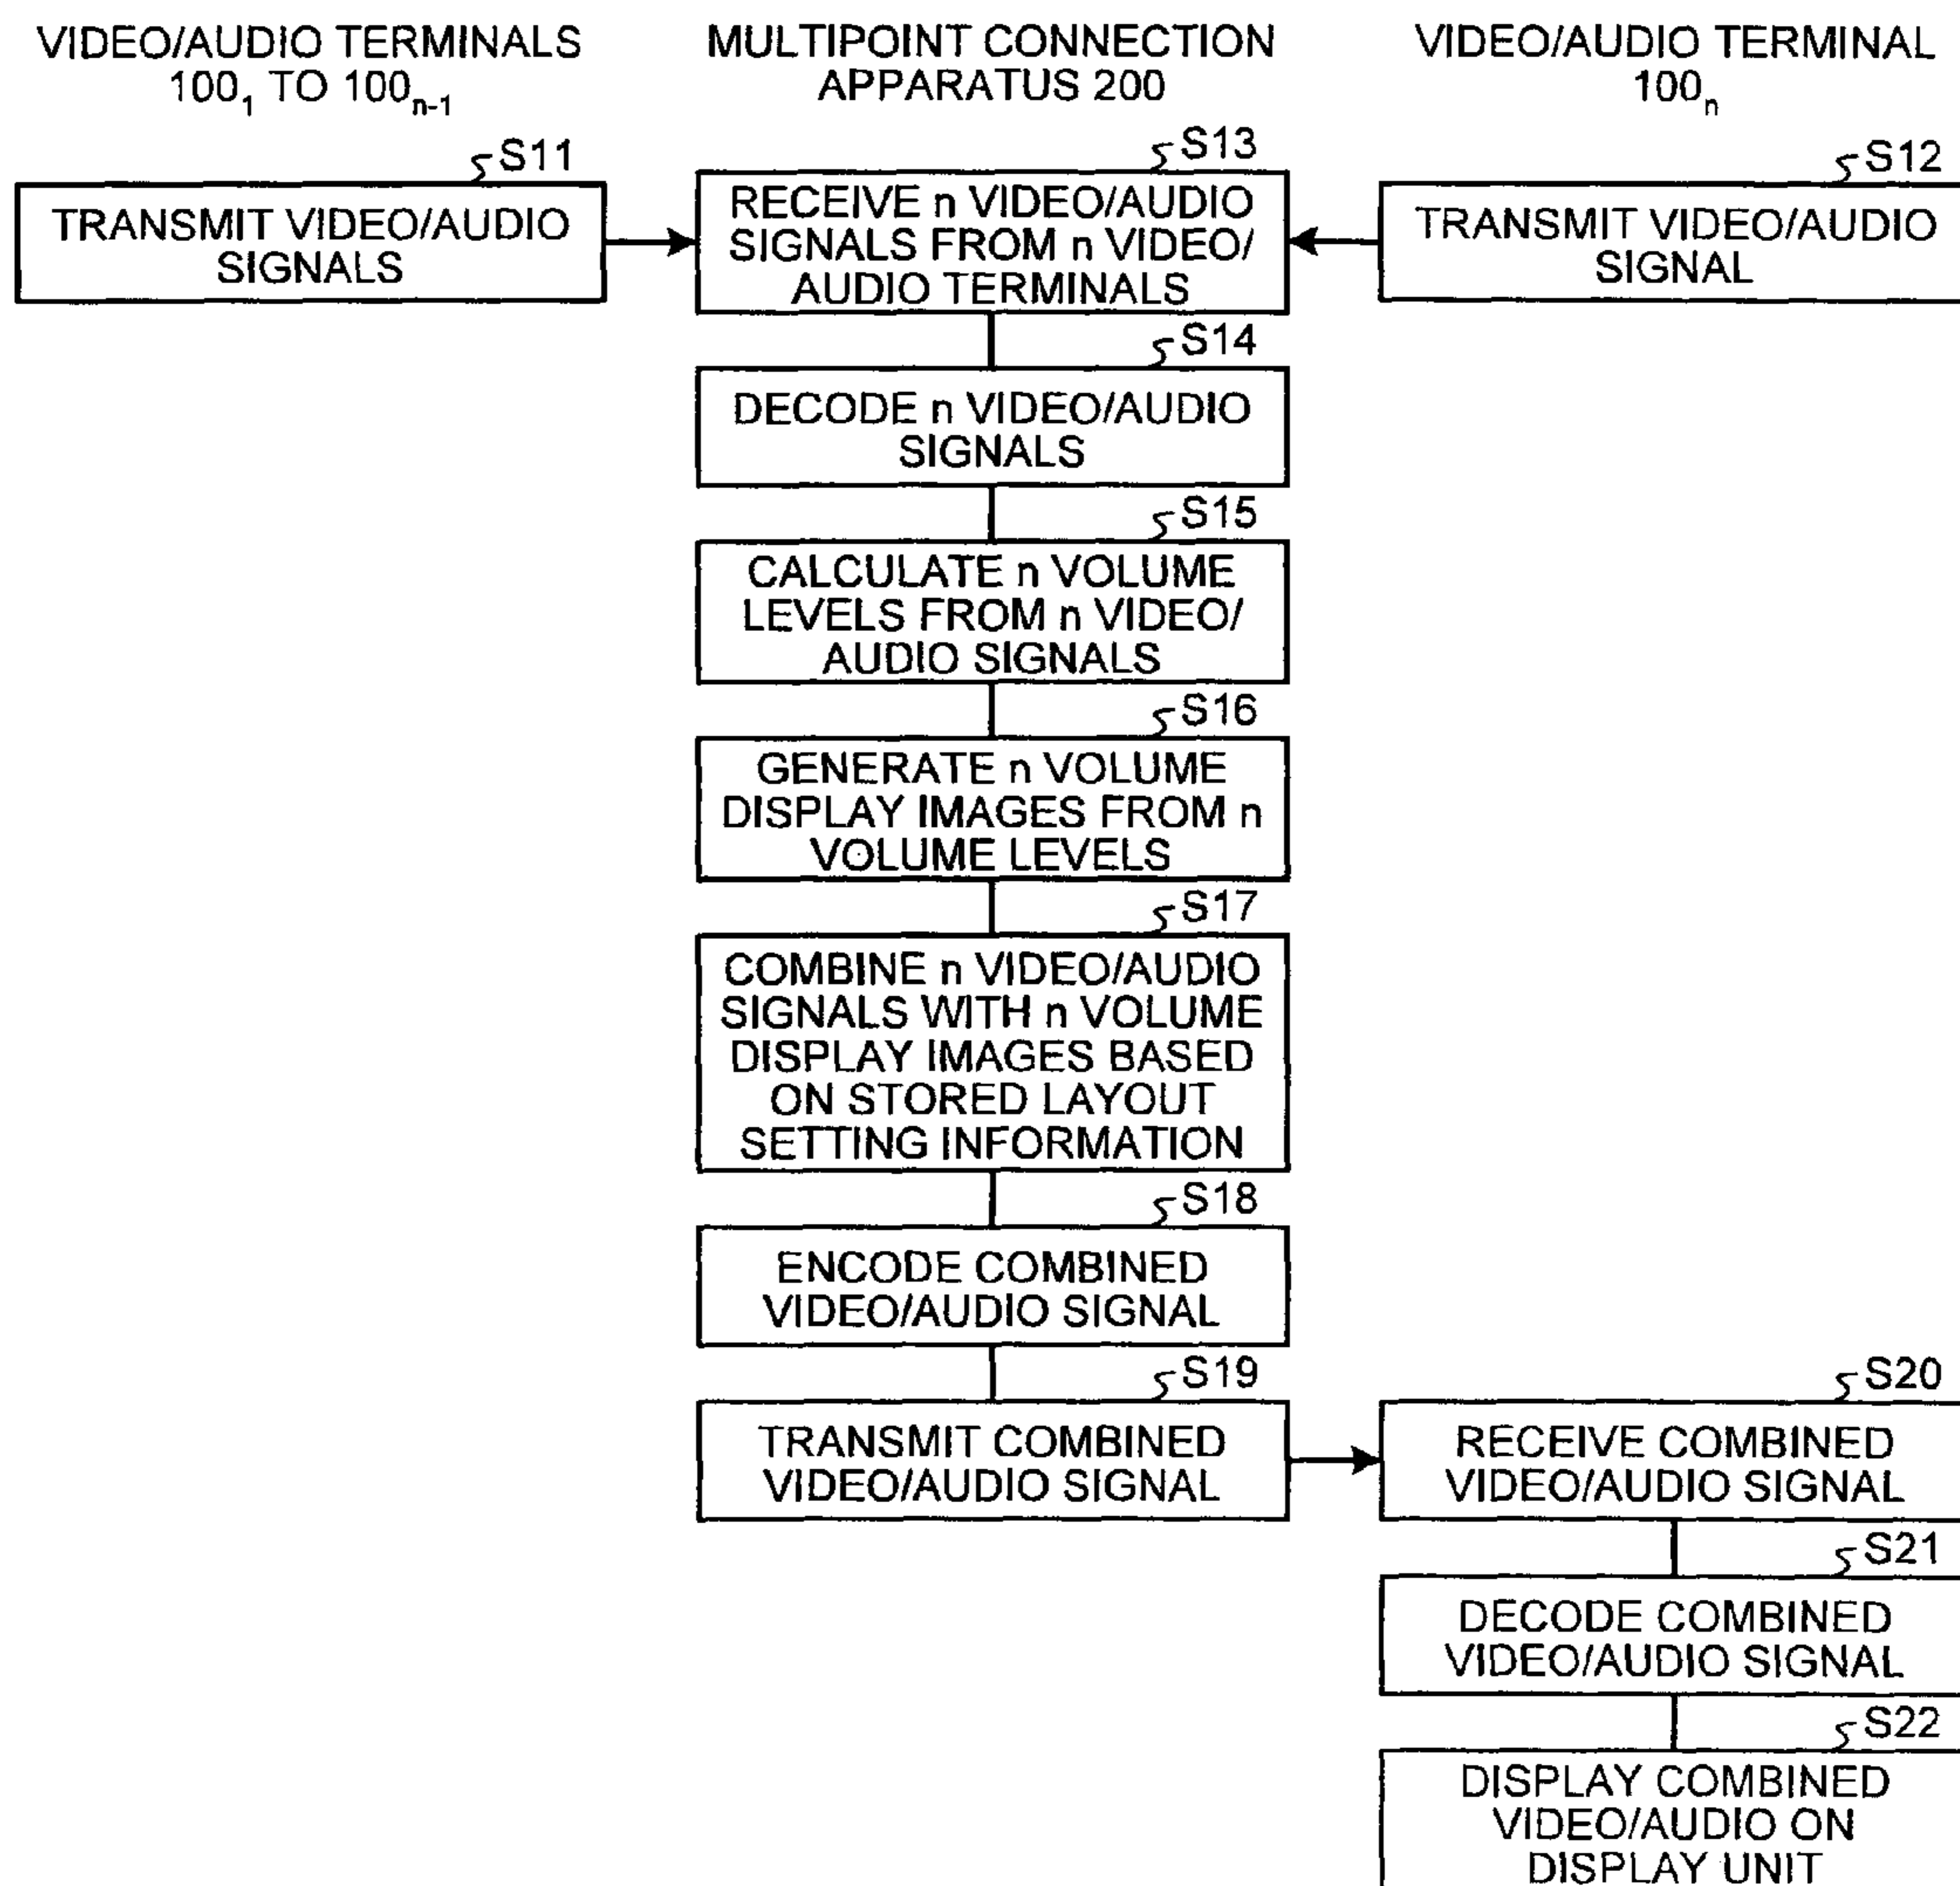 VIDEO/AUDIO TERMINALS
100₁ TO 100ₙ₋₁
MULTIPOINT CONNECTION
APPARATUS 200
VIDEO/AUDIO TERMINAL
100ₙ
S11
TRANSMIT VIDEO/AUDIO
SIGNALS
S13
RECEIVE n VIDEO/AUDIO
SIGNALS FROM n VIDEO/
AUDIO TERMINALS
S12
TRANSMIT VIDEO/AUDIO
SIGNAL
S14
DECODE n VIDEO/AUDIO
SIGNALS
S15
CALCULATE n VOLUME
LEVELS FROM n VIDEO/
AUDIO SIGNALS
S16
GENERATE n VOLUME
DISPLAY IMAGES FROM n
VOLUME LEVELS
S17
COMBINE n VIDEO/AUDIO
SIGNALS WITH n VOLUME
DISPLAY IMAGES BASED
ON STORED LAYOUT
SETTING INFORMATION
S18
ENCODE COMBINED
VIDEO/AUDIO SIGNAL
S19
TRANSMIT COMBINED
VIDEO/AUDIO SIGNAL
S20
RECEIVE COMBINED
VIDEO/AUDIO SIGNAL
S21
DECODE COMBINED
VIDEO/AUDIO SIGNAL
S22
DISPLAY COMBINED
VIDEO/AUDIO ON
DISPLAY UNIT